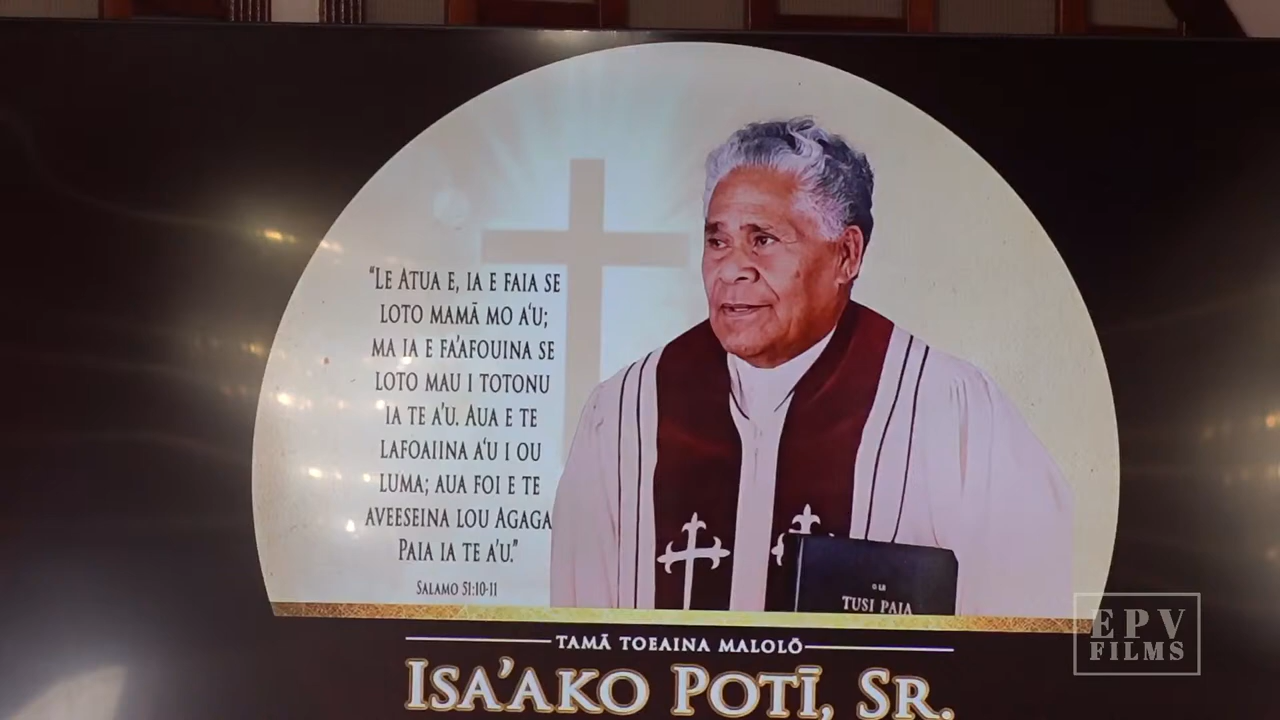 “LE ATUA E, IA E FAIA SE
LOTO MAMĀ MO A‘U;
MA IA E FA’AFOUINA SE
LOTO MAU I TOTONU
IA TE A’U. AUA E TE
LAFOAIINA A‘U I OU
LUMA; AUA FOI E TE
AVEESEINA LOU AGAGA
PAIA IA TE A’U.”
SALAMO 51:10-11
O LE
TUSI PAIA
TAMĀ TOEAINA MALOLŌ
ISA’AKO POTĪ, SR.
EPV
FILMS